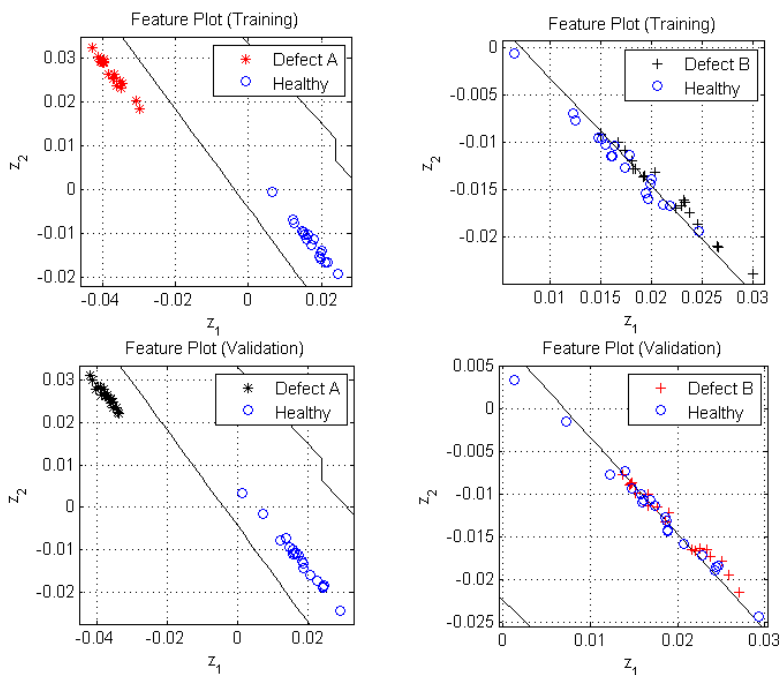 Feature Plot (Training)
0.03
0.02
0.01
0
-0.01
-0.02
z2
Defect A
Healthy
-0.04
-0.02
0
0.02
z1
Feature Plot (Training)
0
-0.005
-0.01
-0.015
-0.02
z2
Defect B
Healthy
0.01
0.015
0.02
0.025
0.03
z1
Feature Plot (Validation)
0.03
0.02
0.01
0
-0.01
-0.02
z2
Defect A
Healthy
-0.04
-0.02
0
0.02
z1
Feature Plot (Validation)
0.005
0
-0.005
-0.01
-0.015
-0.02
-0.025
z2
Defect B
Healthy
0
0.01
0.02
0.03
z1